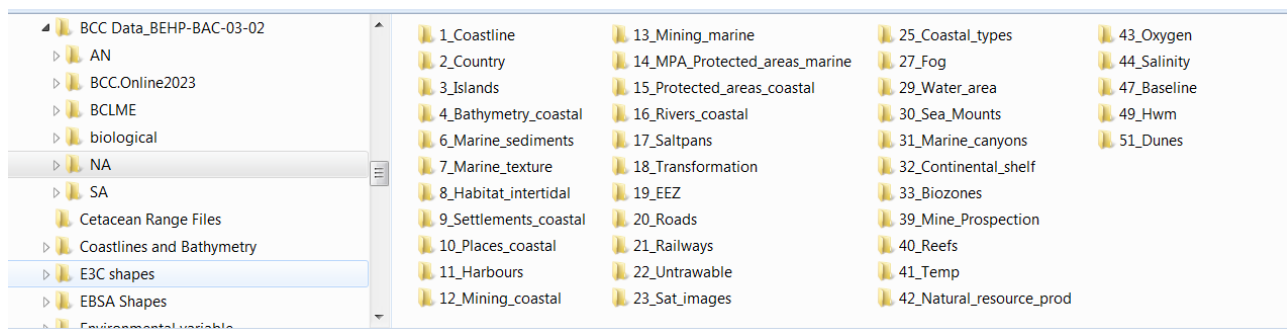 BCC Data_BEHP-BAC-03-02
AN
BCC.Online2023
BCLME
biological
NA
SA
Cetacean Range Files
Coastlines and Bathymetry
E3C shapes
EBSA Shapes
Environmental variable
1_Coastline
2_Country
3_Islands
4_Bathymetry_coastal
6_Marine_sediments
7_Marine_texture
8_Habitat_intertidal
9_Settlements_coastal
10_Places_coastal
11_Harbours
12_Mining_coastal
13_Mining_marine
14_MPA_Protected_areas_marine
15_Protected_areas_coastal
16_Rivers_coastal
17_Saltpans
18_Transformation
19_EEZ
20_Roads
21_Railways
22_Untrawable
23_Sat_images
25_Coastal_types
27_Fog
29_Water_area
30_Sea_Mounts
31_Marine_canyons
32_Continental_shelf
33_Biozones
39_Mine_Prospection
40_Reefs
41_Temp
42_Natural_resource_prod
43_Oxygen
44_Salinity
47_Baseline
49_Hwm
51_Dunes